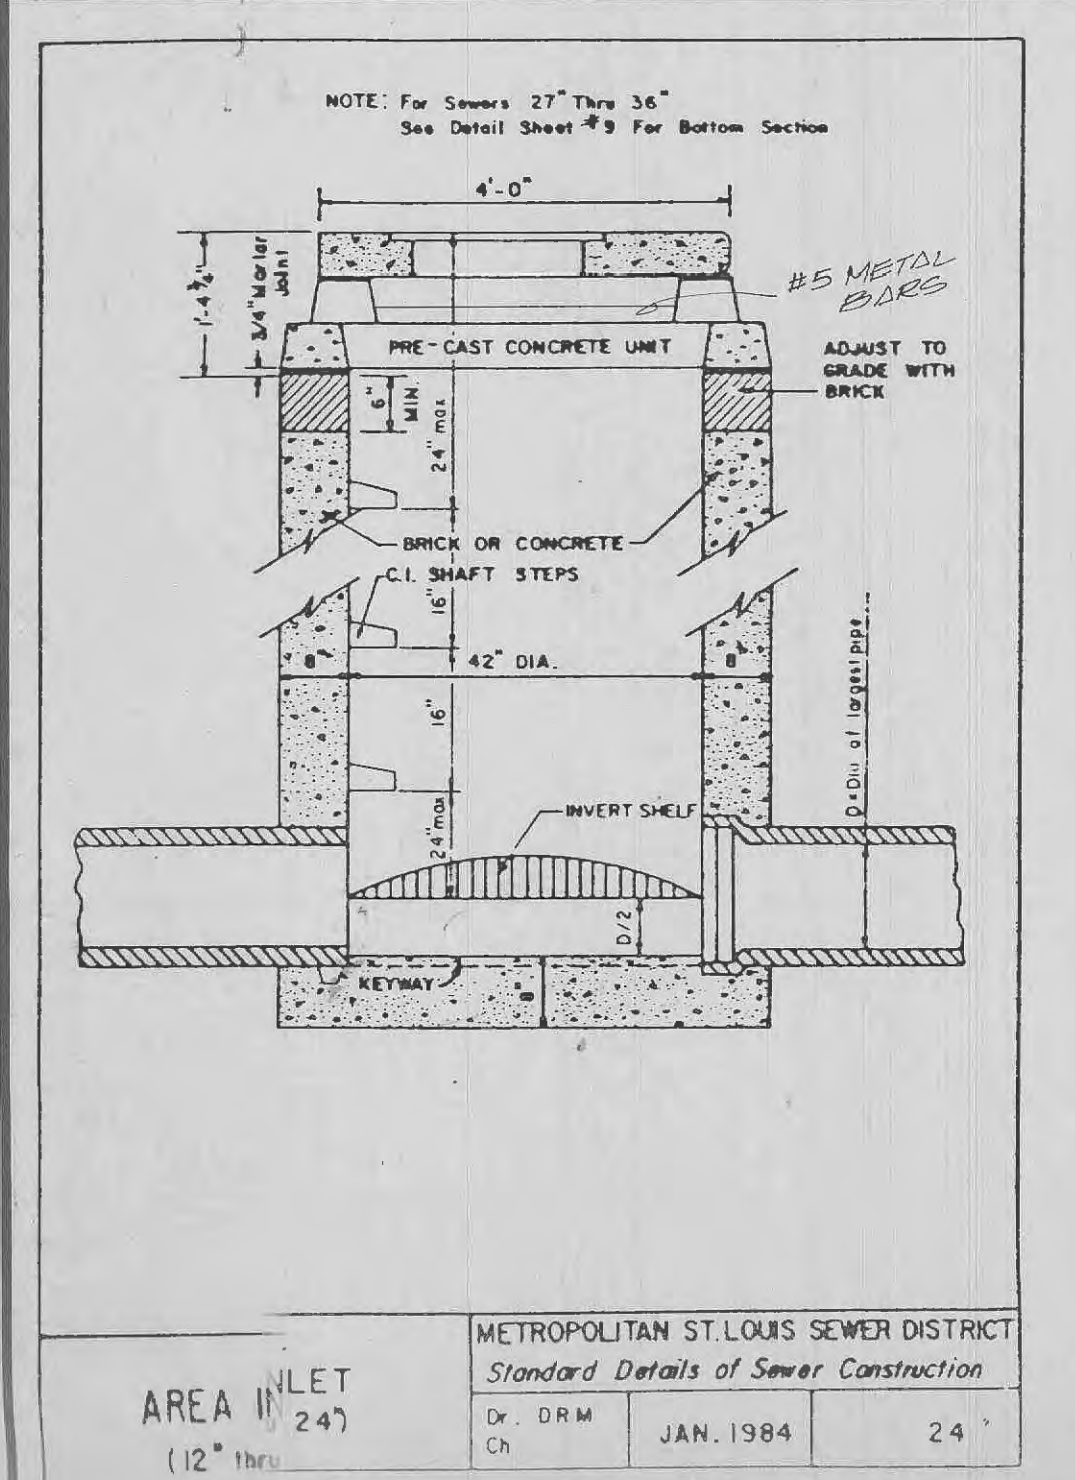 NOTE: For Sewers 27" Thru 36"
See Detail Sheet #9 For Bottom Section
4'-0"
1'-4 3/4"
3/4" Mortar
Joint
#5 METAL
BARS
PRE-CAST CONCRETE UNIT
ADJUST TO
GRADE WITH
BRICK
6"
MIN.
24" max
BRICK OR CONCRETE
C.I. SHAFT STEPS
16"
8"
42" DIA.
8"
16"
D=Dia of largest pipe
INVERT SHELF
24"max
D/2
KEYWAY
8
METROPOLITAN ST. LOUIS SEWER DISTRICT
Standard Details of Sewer Construction
AREA INLET
(12" thru 24")
Dr. DRM
Ch
JAN. 1984
24